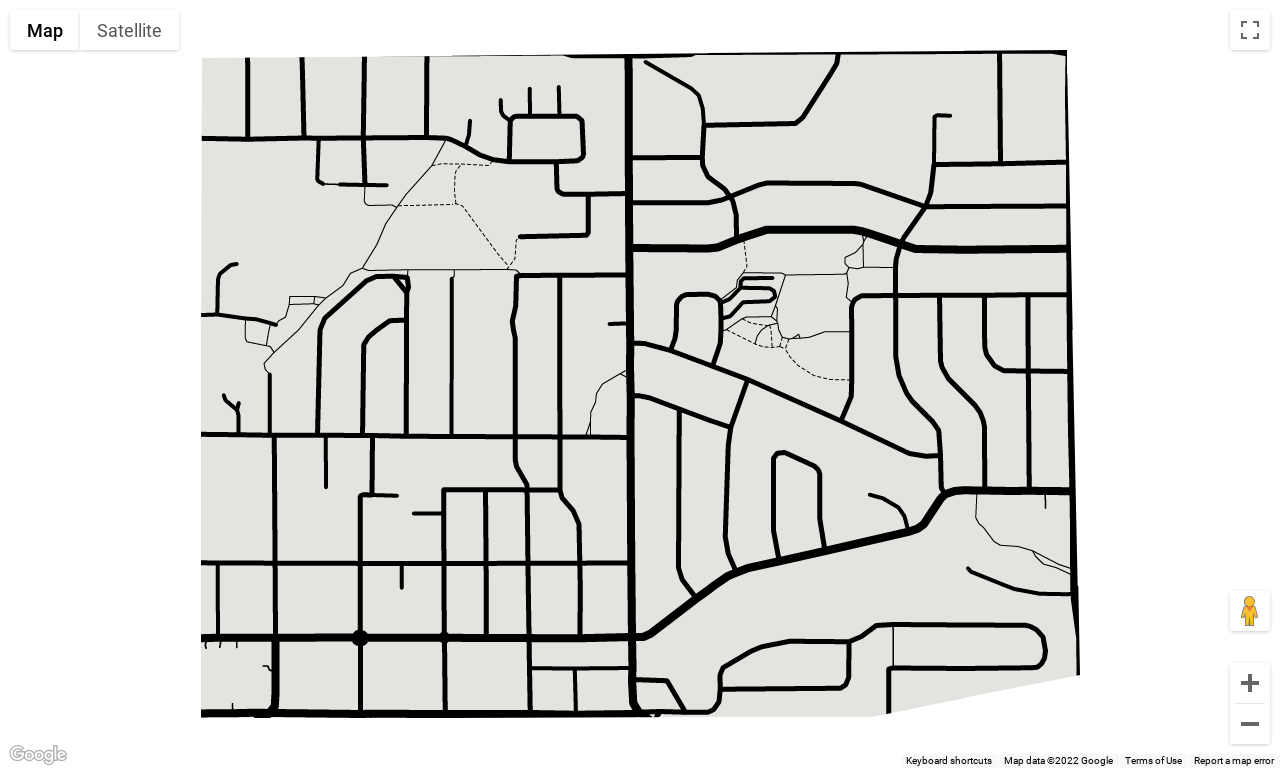 Map Satellite
Google
Keyboard shortcuts Map data ©2022 Google Terms of Use Report a map error